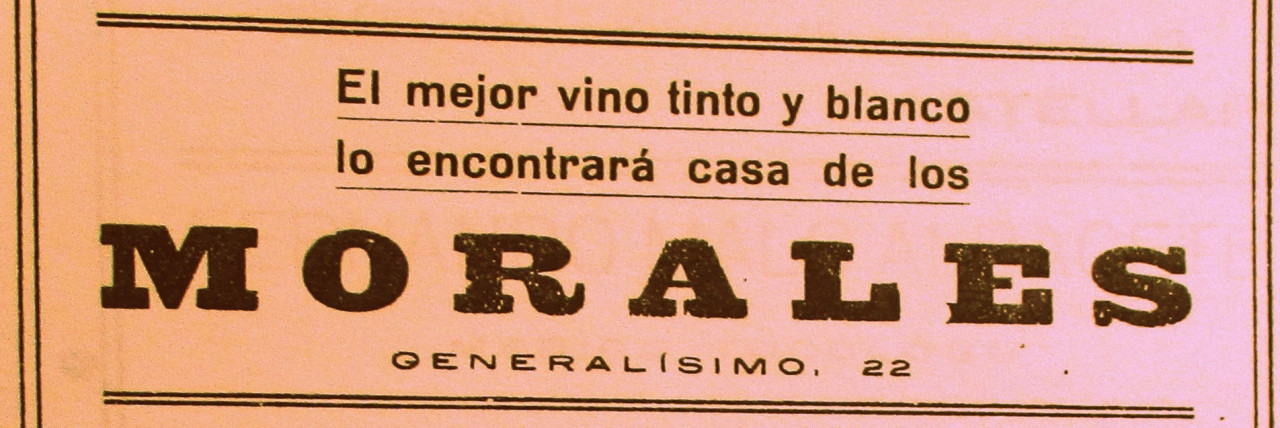 El mejor vino tinto y blanco
lo encontrará casa de los
MORALES
GENERALÍSIMO, 22